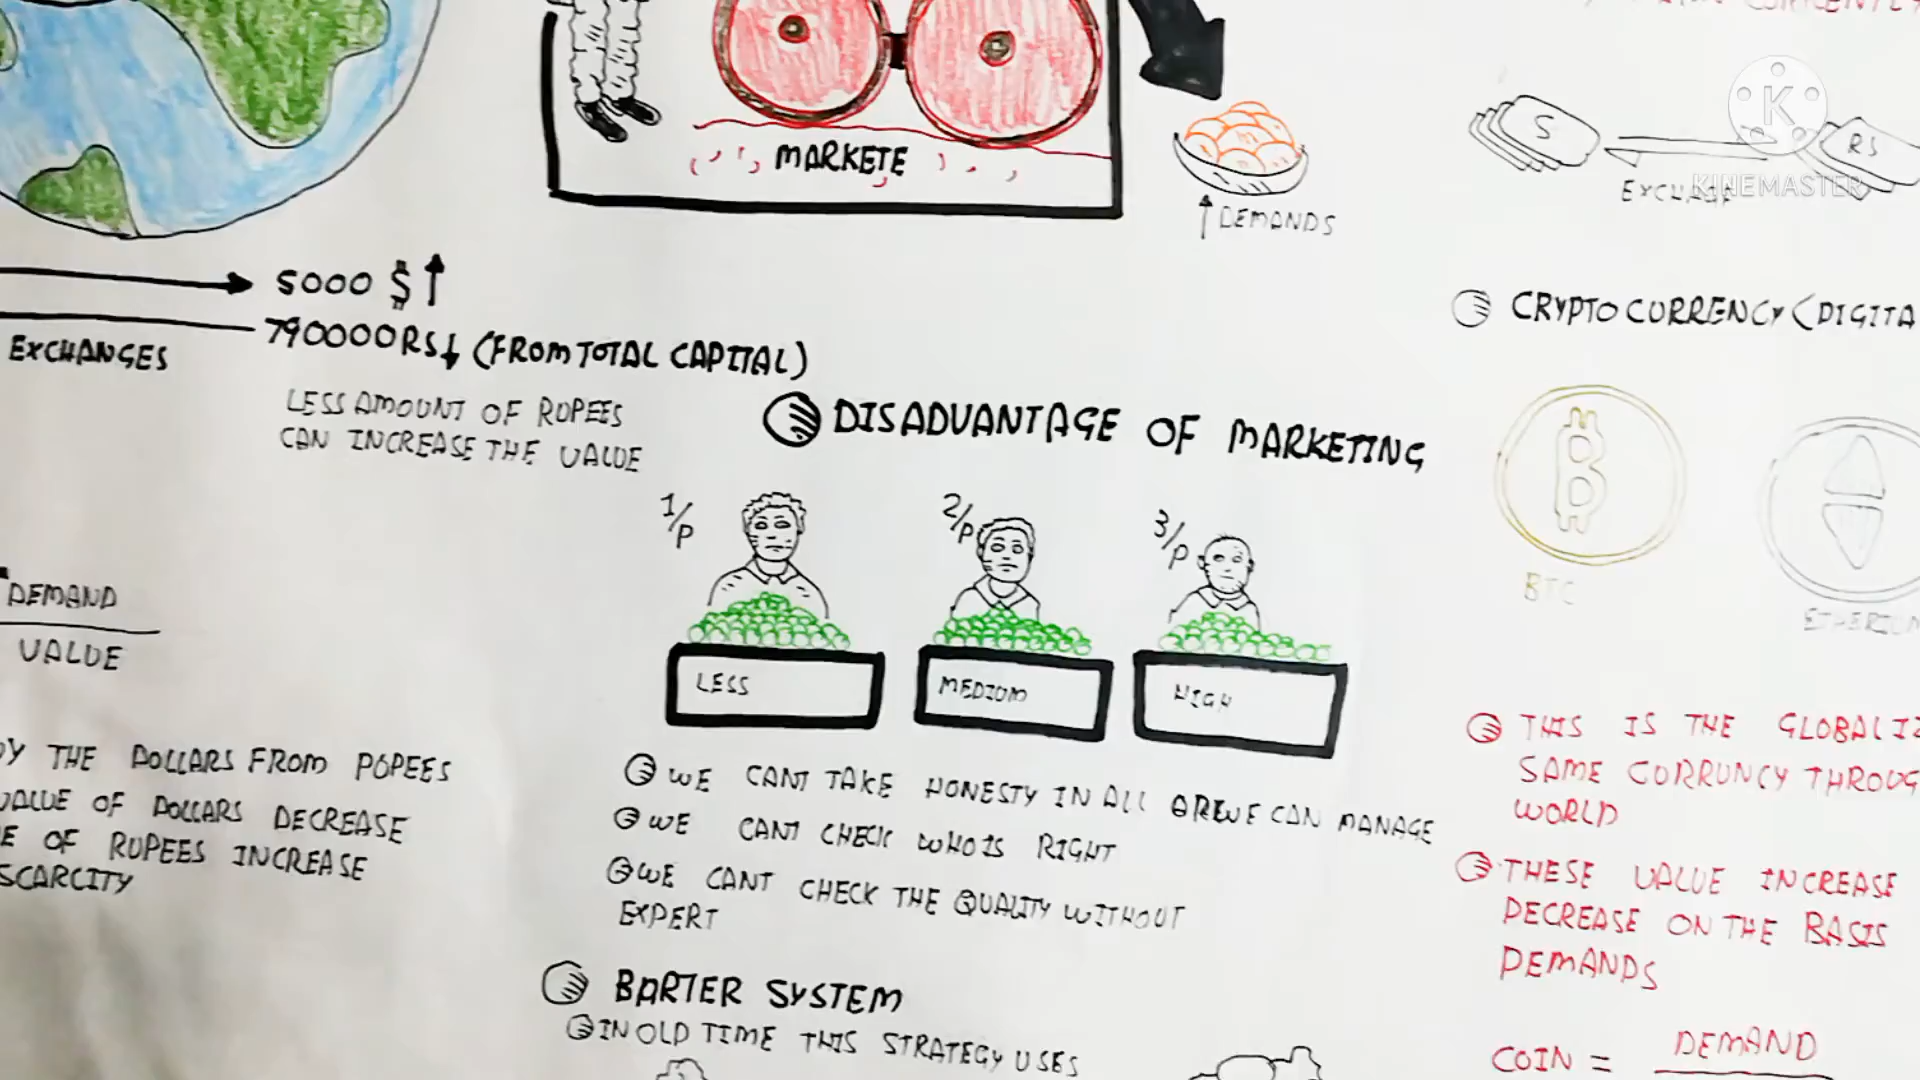 MARKETE
↑ DEMANDS
S
RS
K
KINEMASTER
5000 $↑
EXCHANGES
790000 RS↓ (FROM TOTAL CAPITAL)
LESS AMOUNT OF RUPEES
CAN INCREASE THE VALUE
DEMAND
VALUE
THE DOLLARS FROM POPEES
VALUE OF DOLLARS DECREASE
E OF RUPEES INCREASE
SCARCITY
DISADVANTAGE OF MARKETING
1/P
2/P
3/P
LESS
MEDIUM
HIGH
WE CANT TAKE HONESTY IN ALL CAN MANAGE
WE CANT CHECK WHO IS RIGHT
WE CANT CHECK THE QUALITY WITHOUT
EXPERT
BARTER SYSTEM
IN OLD TIME THIS STRATEGY USES
CRYPTO CURRENCY (DIGITA
B
BTC
THIS IS THE GLOBALIZ
SAME CURRUNCY THROUG
WORLD
THESE VALUE INCREASE
DECREASE ON THE BASIS
DEMANDS
COIN = DEMAND